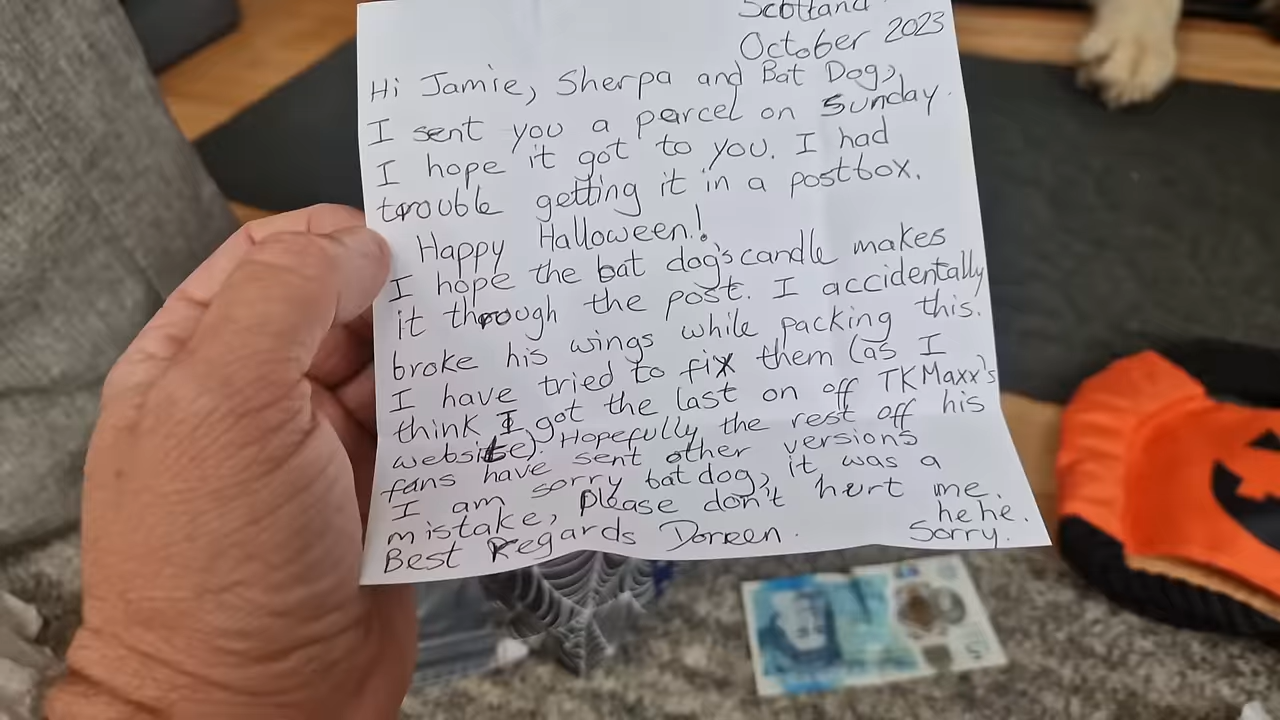 Scotland
October 2023
Hi Jamie, Sherpa and Bat Dog,
I sent you a parcel on Sunday.
I hope it got to you. I had
trouble getting it in a postbox.
Happy Halloween!
I hope the bat dog's candle makes
it through the post. I accidentally
broke his wings while packing this.
I have tried to fix them (as I
think I got the last on off TKMaxx's
website). Hopefully the rest off his
fans have sent other versions
I am sorry bat dog, it was a
mistake, please don't hurt me.
hehe.
Best Regards Doreen. Sorry.